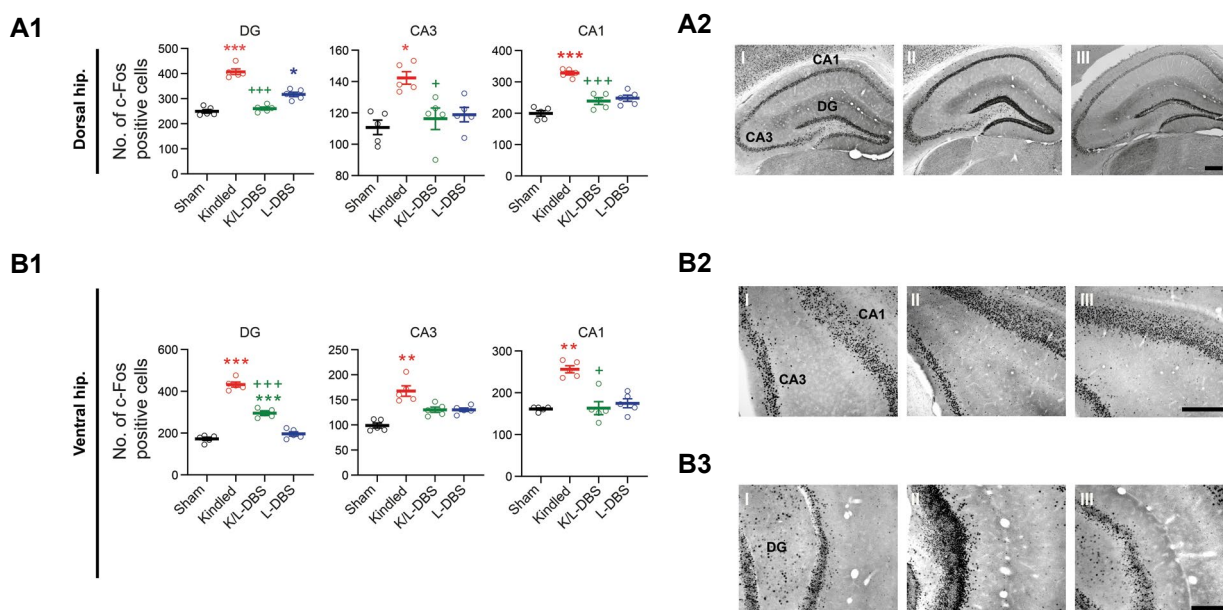 A1
Dorsal hip.
No. of c-Fos
positive cells
DG
500
400
300
200
100
0
***
+++
*
Sham
Kindled
K/L-DBS
L-DBS
CA3
140
120
100
80
*
+
Sham
Kindled
K/L-DBS
L-DBS
CA1
400
300
200
100
0
***
+++
Sham
Kindled
K/L-DBS
L-DBS
A2
I
CA1
DG
CA3
II
III
B1
Ventral hip.
No. of c-Fos
positive cells
DG
600
400
200
0
***
+++
***
Sham
Kindled
K/L-DBS
L-DBS
CA3
250
200
150
100
50
0
**
Sham
Kindled
K/L-DBS
L-DBS
CA1
300
200
100
0
**
+
Sham
Kindled
K/L-DBS
L-DBS
B2
I
CA1
CA3
II
III
B3
I
DG
II
III